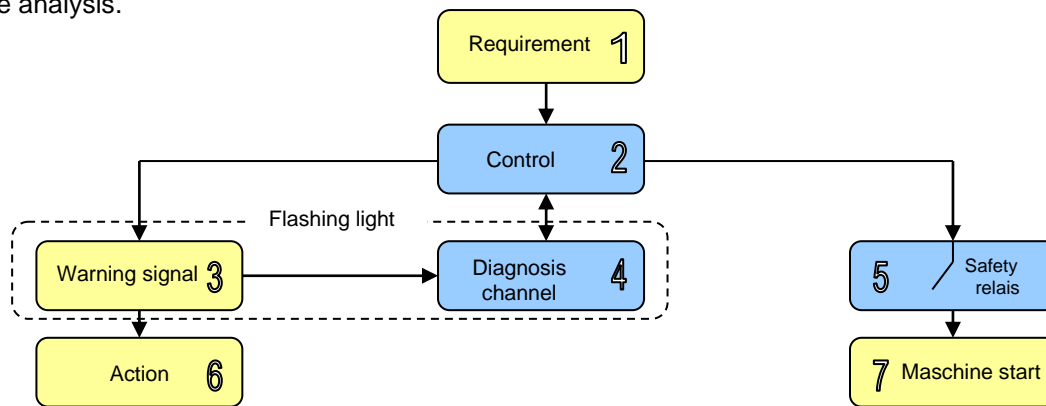 e analysis.
Requirement 1
Control 2
Flashing light
Warning signal 3
Diagnosis
channel 4
5 Safety
relais
Action 6
7 Maschine start